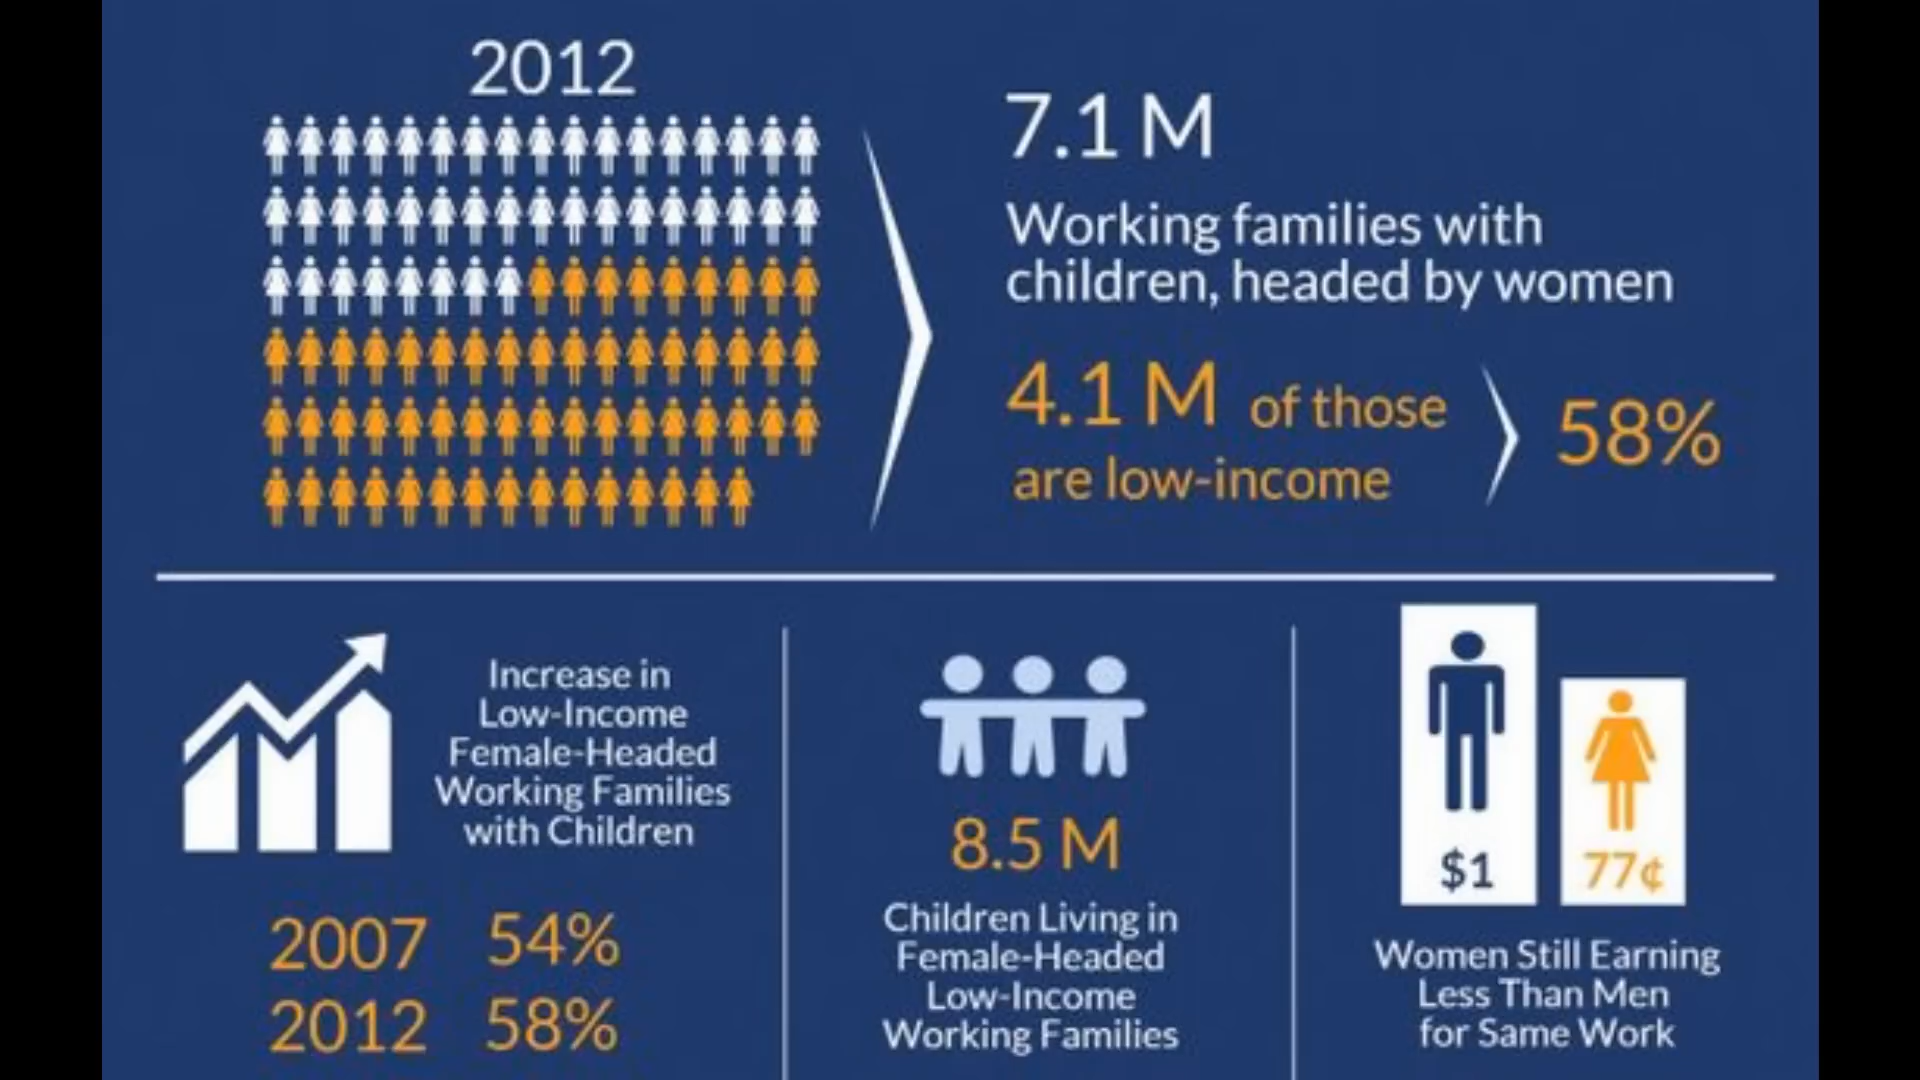 2012
7.1 M
Working families with
children, headed by women
4.1 M of those
are low-income
58%
Increase in
Low-Income
Female-Headed
Working Families
with Children
2007 54%
2012 58%
8.5 M
Children Living in
Female-Headed
Low-Income
Working Families
$1
77¢
Women Still Earning
Less Than Men
for Same Work